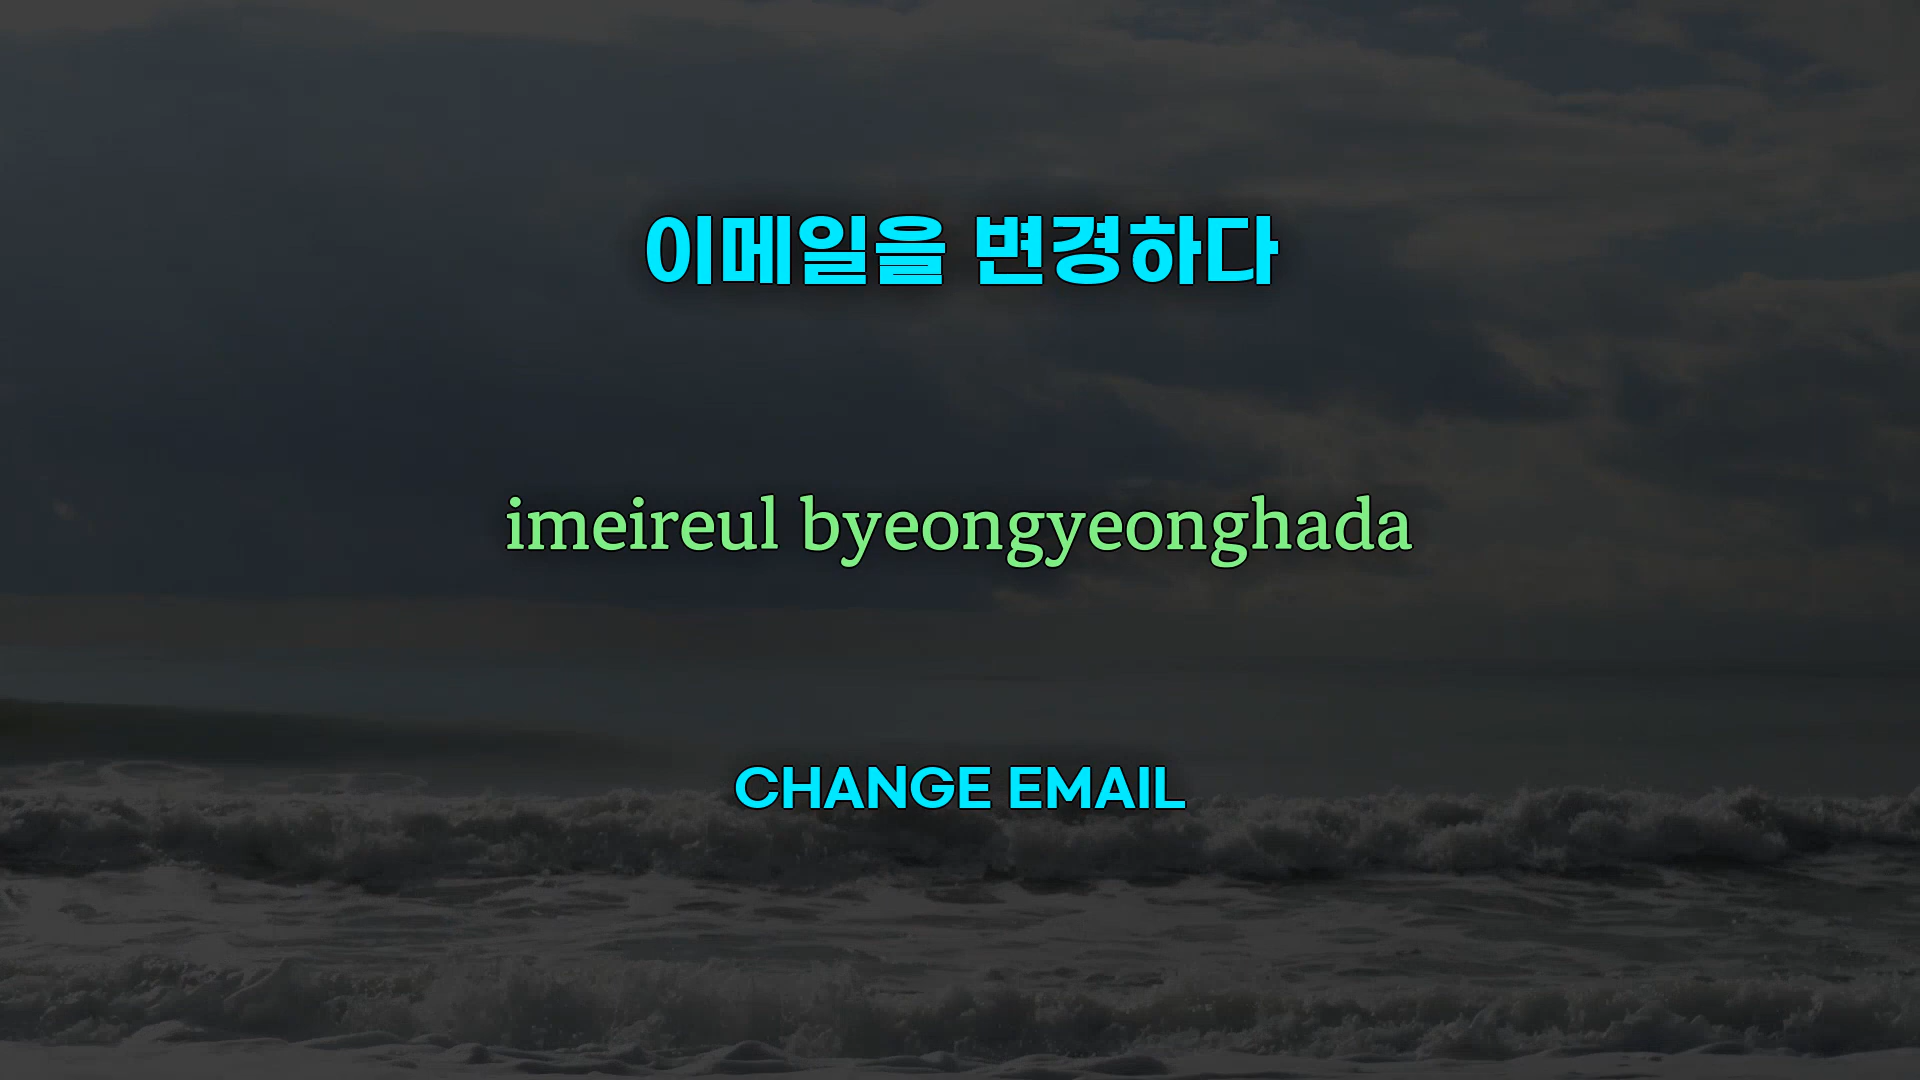 이메일을 변경하다
imeireul byeongyeonghada
CHANGE EMAIL